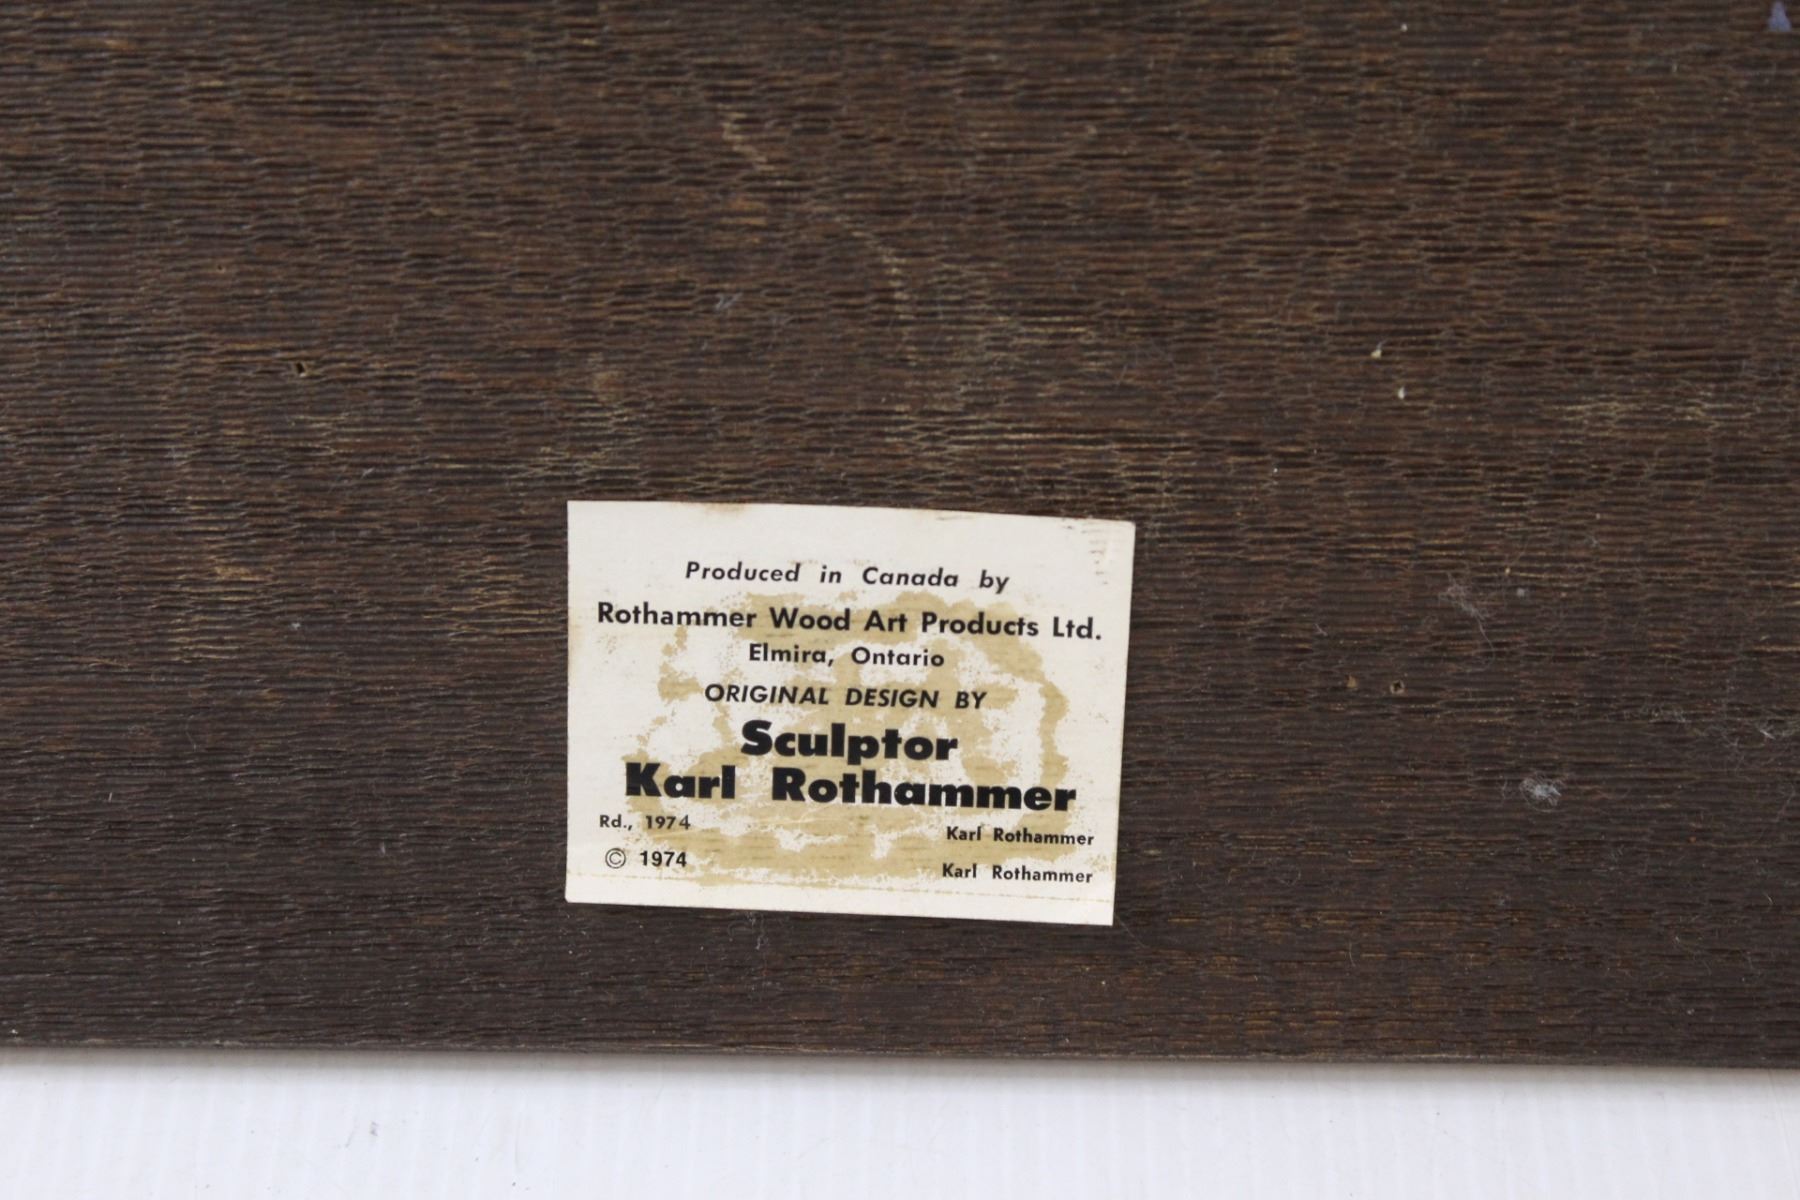 Produced in Canada by
Rothammer Wood Art Products Ltd.
Elmira, Ontario
ORIGINAL DESIGN BY
Sculptor
Karl Rothammer
Rd., 1974 Karl Rothammer
© 1974 Karl Rothammer